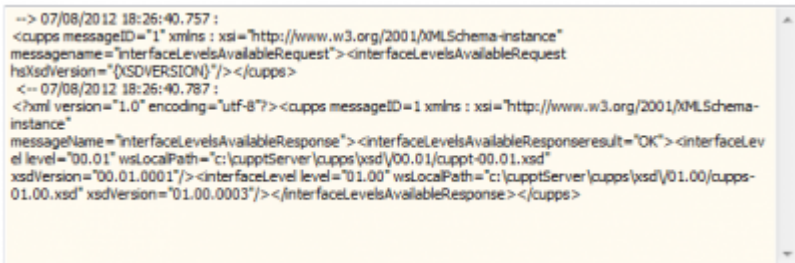 --> 07/08/2012 18:26:40.757 :
<cupps messageID="1" xmlns : xsi="http://www.w3.org/2001/XMLSchema-instance"
messagename="interfaceLevelsAvailableRequest"><interfaceLevelsAvailableRequest
hsXsdVersion="{XSDVERSION}"/></cupps>
<-- 07/08/2012 18:26:40.787 :
<?xml version="1.0" encoding="utf-8"?><cupps messageID=1 xmlns : xsi="http://www.w3.org/2001/XMLSchema-
instance"
messageName="interfaceLevelsAvailableResponse"><interfaceLevelsAvailableResponseresult="OK"><interfaceLev
el level="00.01" wsLocalPath="c:\cupptServer\cupps\xsd\/00.01/cuppt-00.01.xsd"
xsdVersion="00.01.0001"/><interfaceLevel level="01.00" wsLocalPath="c:\cupptServer\cupps\xsd\/01.00/cupps-
01.00.xsd" xsdVersion="01.00.0003"/></interfaceLevelsAvailableResponse></cupps>